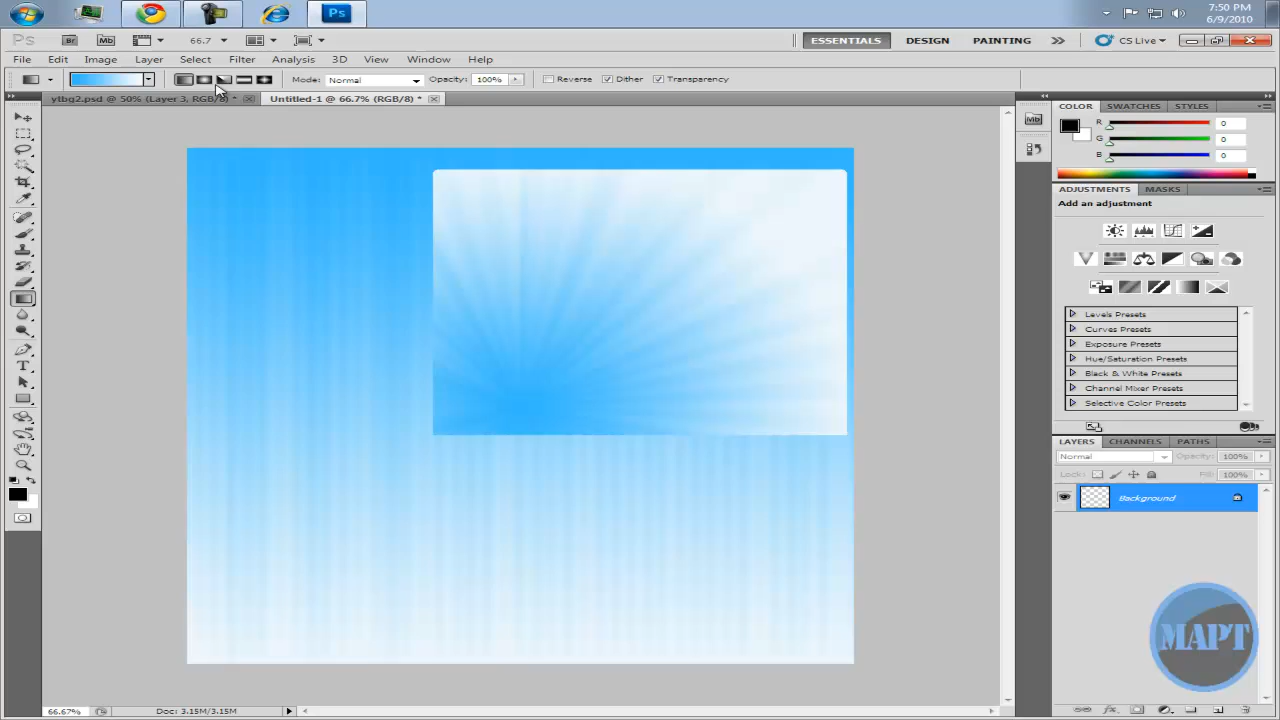 Ps
7:50 PM
6/9/2010
Ps Br Mb 66.7 ESSENTIALS DESIGN PAINTING CS Live
File Edit Image Layer Select Filter Analysis 3D View Window Help
Mode: Normal Opacity: 100% Reverse Dither Transparency
ytbg2.psd @ 50% (Layer 3, RGB/8) * Untitled-1 @ 66.7% (RGB/8) *
COLOR SWATCHES STYLES
R 0
G 0
B 0
ADJUSTMENTS MASKS
Add an adjustment
Levels Presets
Curves Presets
Exposure Presets
Hue/Saturation Presets
Black & White Presets
Channel Mixer Presets
Selective Color Presets
LAYERS CHANNELS PATHS
Normal Opacity: 100%
Lock: Fill: 100%
Background
MAPT
66.67% Doc: 3.15M/3.15M